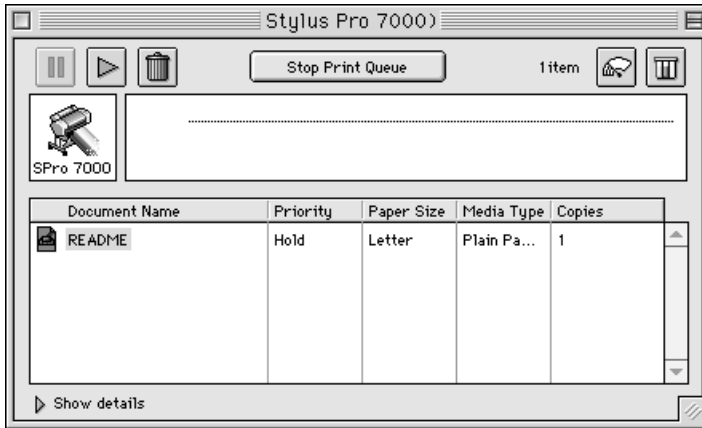 Stylus Pro 7000)
Stop Print Queue 1 item
SPro 7000
Document Name Priority Paper Size Media Type Copies
README Hold Letter Plain Pa... 1
Show details